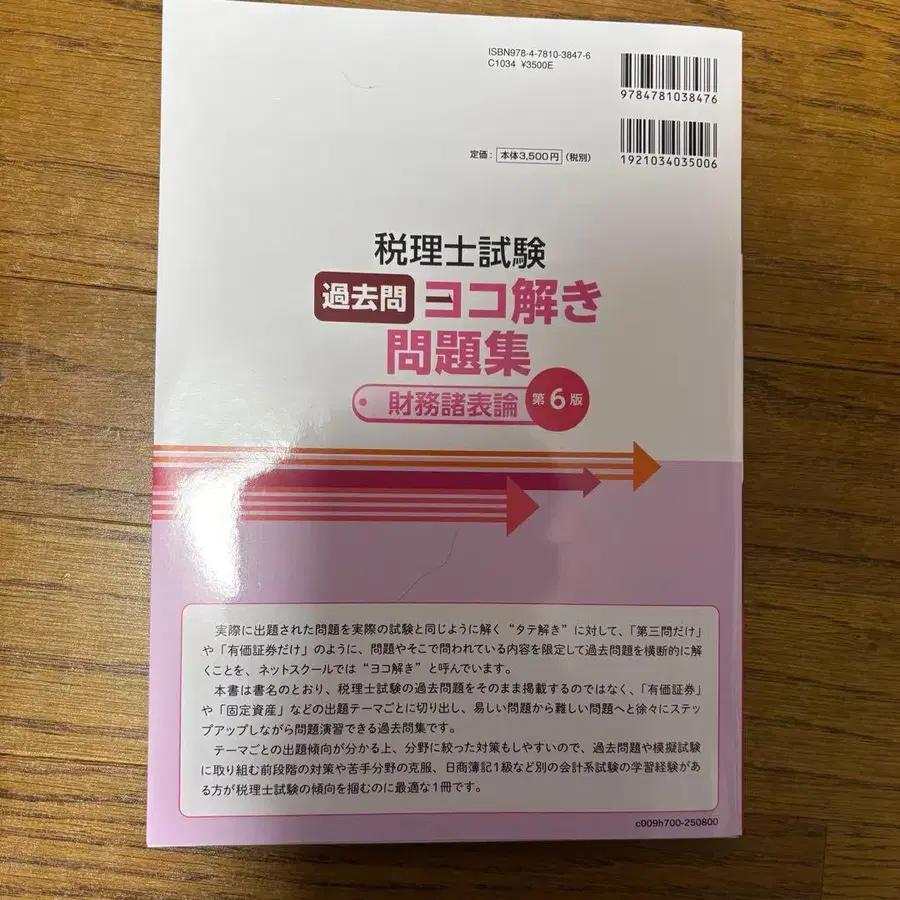 ISBN978-4-7810-3847-6
C1034 ¥3500E
9784781038476
1921034035006
定価：本体3,500円（税別）
税理士試験
過去問 ヨコ解き
問題集
財務諸表論 第6版
実際に出題された問題を実際の試験と同じように解く“タテ解き”に対して、「第三問だけ」
や「有価証券だけ」のように、問題やそこで問われている内容を限定して過去問題を横断的に解
くことを、ネットスクールでは“ヨコ解き”と呼んでいます。
本書は書名のとおり、税理士試験の過去問題をそのまま掲載するのではなく、「有価証券」
や「固定資産」などの出題テーマごとに切り出し、易しい問題から難しい問題へと徐々にステッ
プアップしながら問題演習できる過去問集です。
テーマごとの出題傾向が分かる上、分野に絞った対策もしやすいので、過去問題や模擬試験
に取り組む前段階の対策や苦手分野の克服、日商簿記1級など別の会計系試験の学習経験があ
る方が税理士試験の傾向を掴むのに最適な1冊です。
c009h700-250800